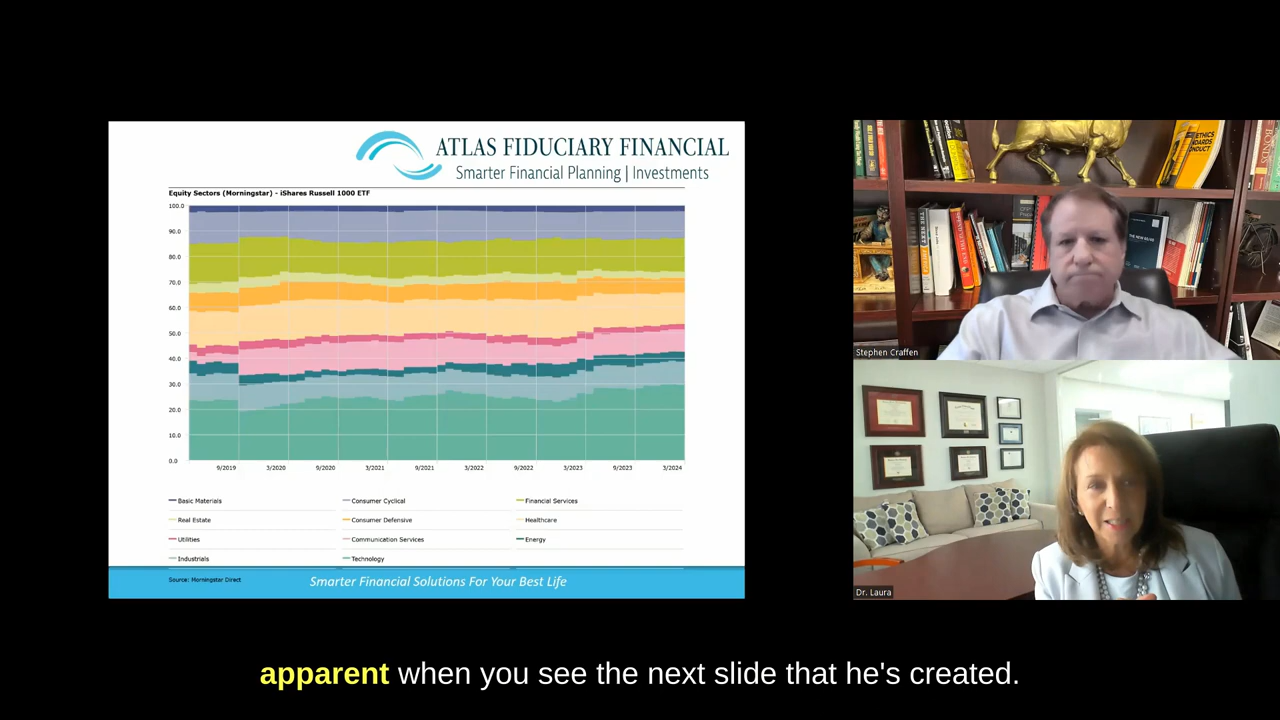 ATLAS FIDUCIARY FINANCIAL
Smarter Financial Planning | Investments
Equity Sectors (Morningstar) - iShares Russell 1000 ETF
100.0
90.0
80.0
70.0
60.0
50.0
40.0
30.0
20.0
10.0
0.0
9/2019 3/2020 9/2020 3/2021 9/2021 3/2022 9/2022 3/2023 9/2023 3/2024
Basic Materials Consumer Cyclical Financial Services
Real Estate Consumer Defensive Healthcare
Utilities Communication Services Energy
Industrials Technology
Source: Morningstar Direct
Smarter Financial Solutions For Your Best Life
ETHICS
CONDUCT
Stephen Craffen
Dr. Laura
apparent when you see the next slide that he's created.